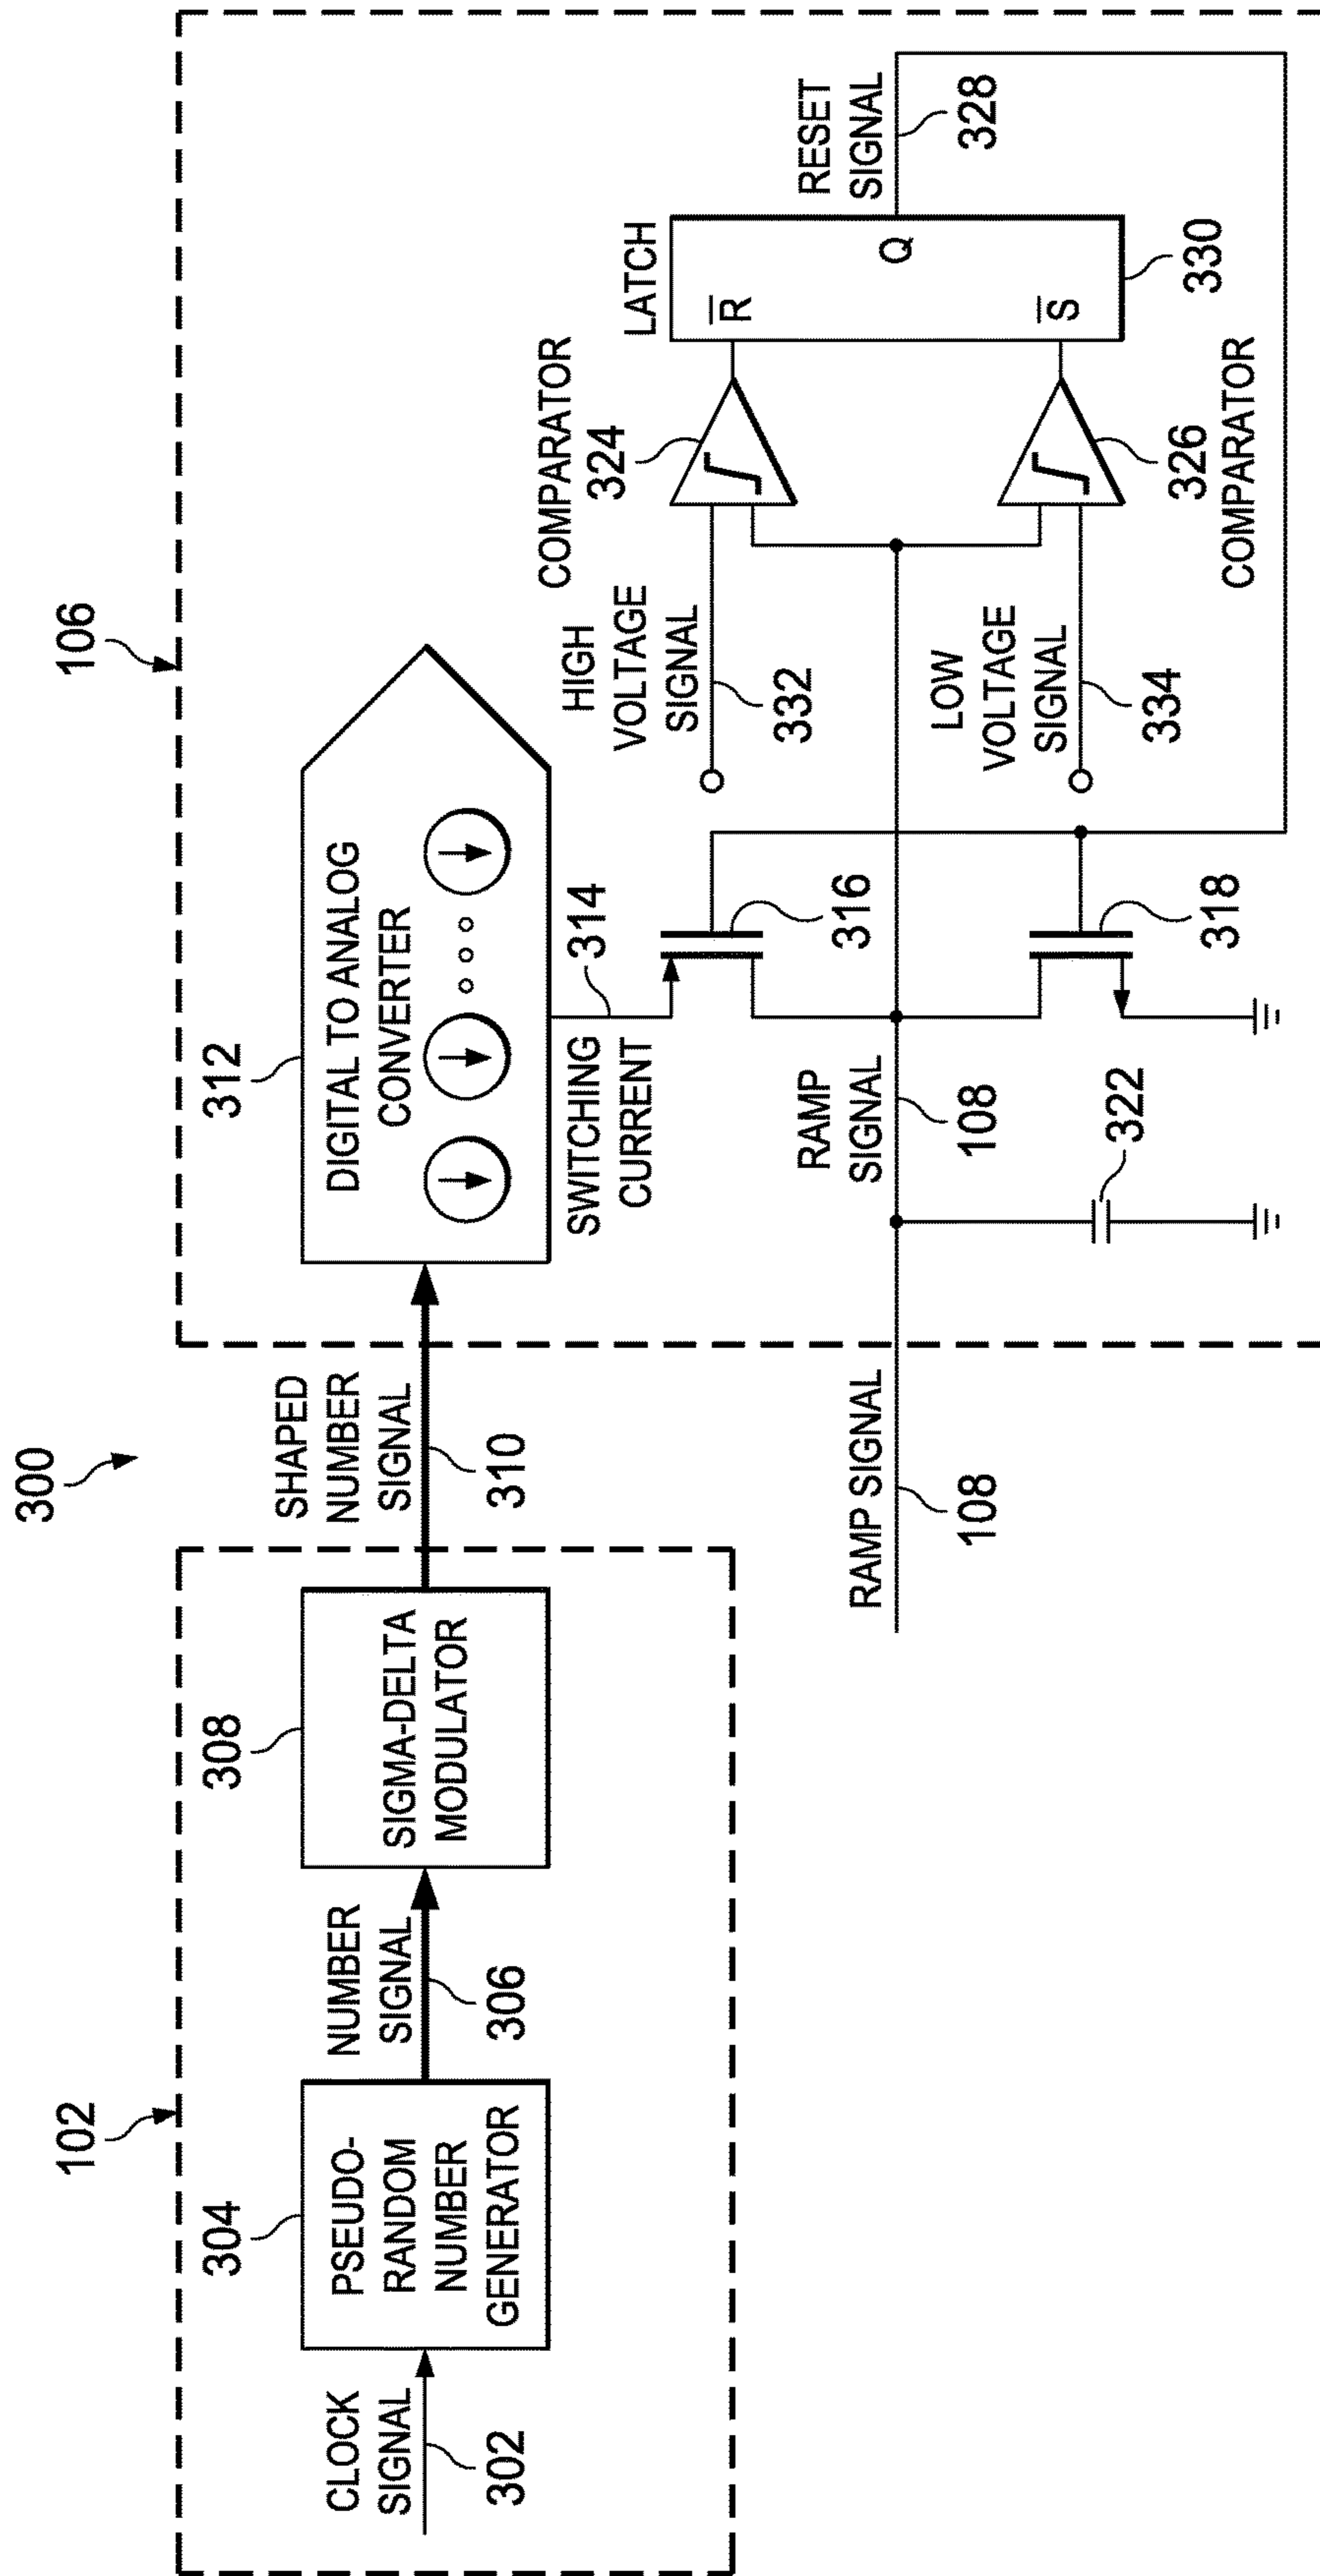 300
102
304
PSEUDO-
RANDOM
NUMBER
GENERATOR
CLOCK
SIGNAL
302
NUMBER
SIGNAL
306
308
SIGMA-DELTA
MODULATOR
SHAPED
NUMBER
SIGNAL
310
106
312
DIGITAL TO ANALOG
CONVERTER
SWITCHING
CURRENT
314
316
318
RAMP
SIGNAL
108
322
RAMP SIGNAL
108
HIGH
VOLTAGE
SIGNAL
332
LOW
VOLTAGE
SIGNAL
334
COMPARATOR
324
326
COMPARATOR
LATCH
R̅
S̅
Q
330
RESET
SIGNAL
328